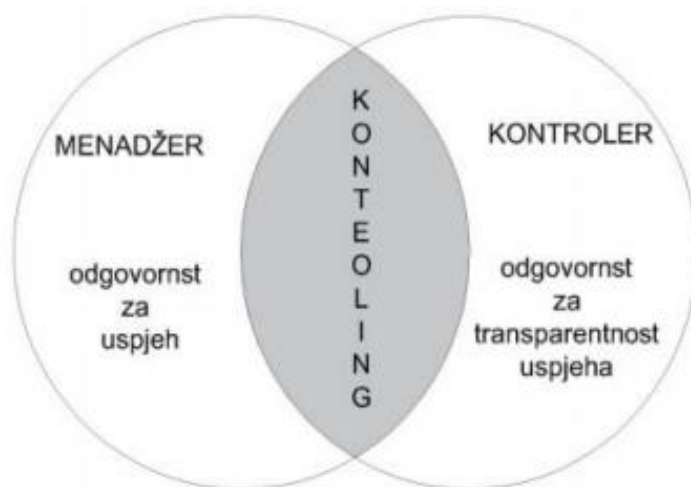 MENADŽER
odgovornst
za
uspjeh
K
O
N
T
E
O
L
I
N
G
KONTROLER
odgovornst
za
transparentnost
uspjeha